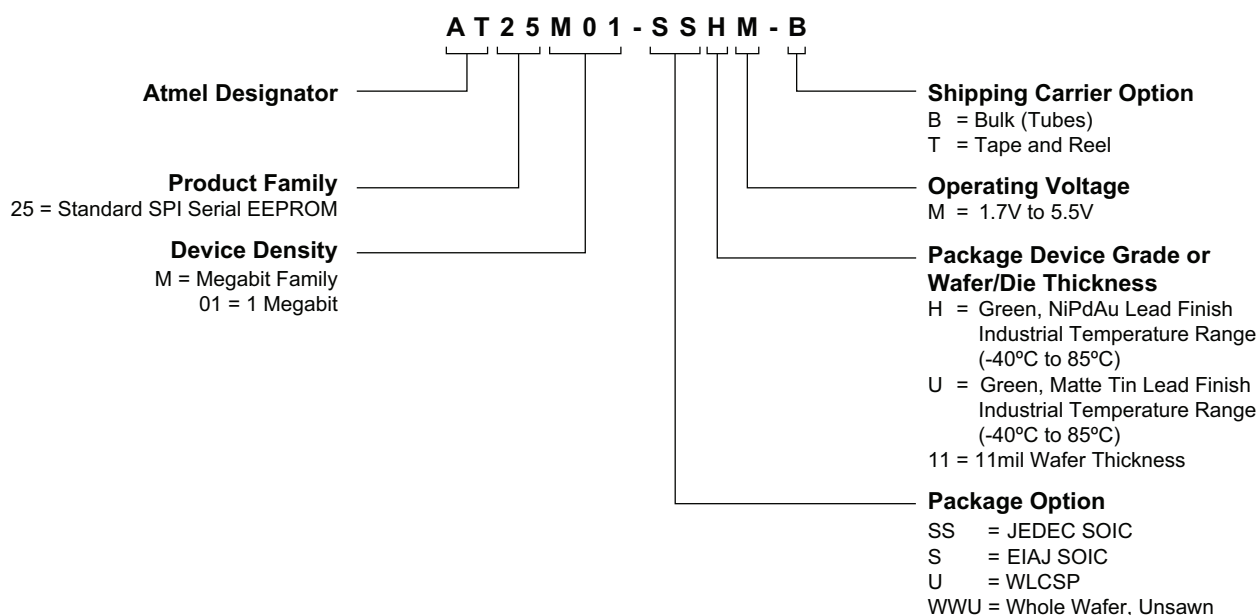 AT25M01-SSHM-B
Atmel Designator
Product Family
25 = Standard SPI Serial EEPROM
Device Density
M = Megabit Family
01 = 1 Megabit
Shipping Carrier Option
B = Bulk (Tubes)
T = Tape and Reel
Operating Voltage
M = 1.7V to 5.5V
Package Device Grade or
Wafer/Die Thickness
H = Green, NiPdAu Lead Finish
Industrial Temperature Range
(-40ºC to 85ºC)
U = Green, Matte Tin Lead Finish
Industrial Temperature Range
(-40ºC to 85ºC)
11 = 11mil Wafer Thickness
Package Option
SS = JEDEC SOIC
S = EIAJ SOIC
U = WLCSP
WWU = Whole Wafer, Unsawn